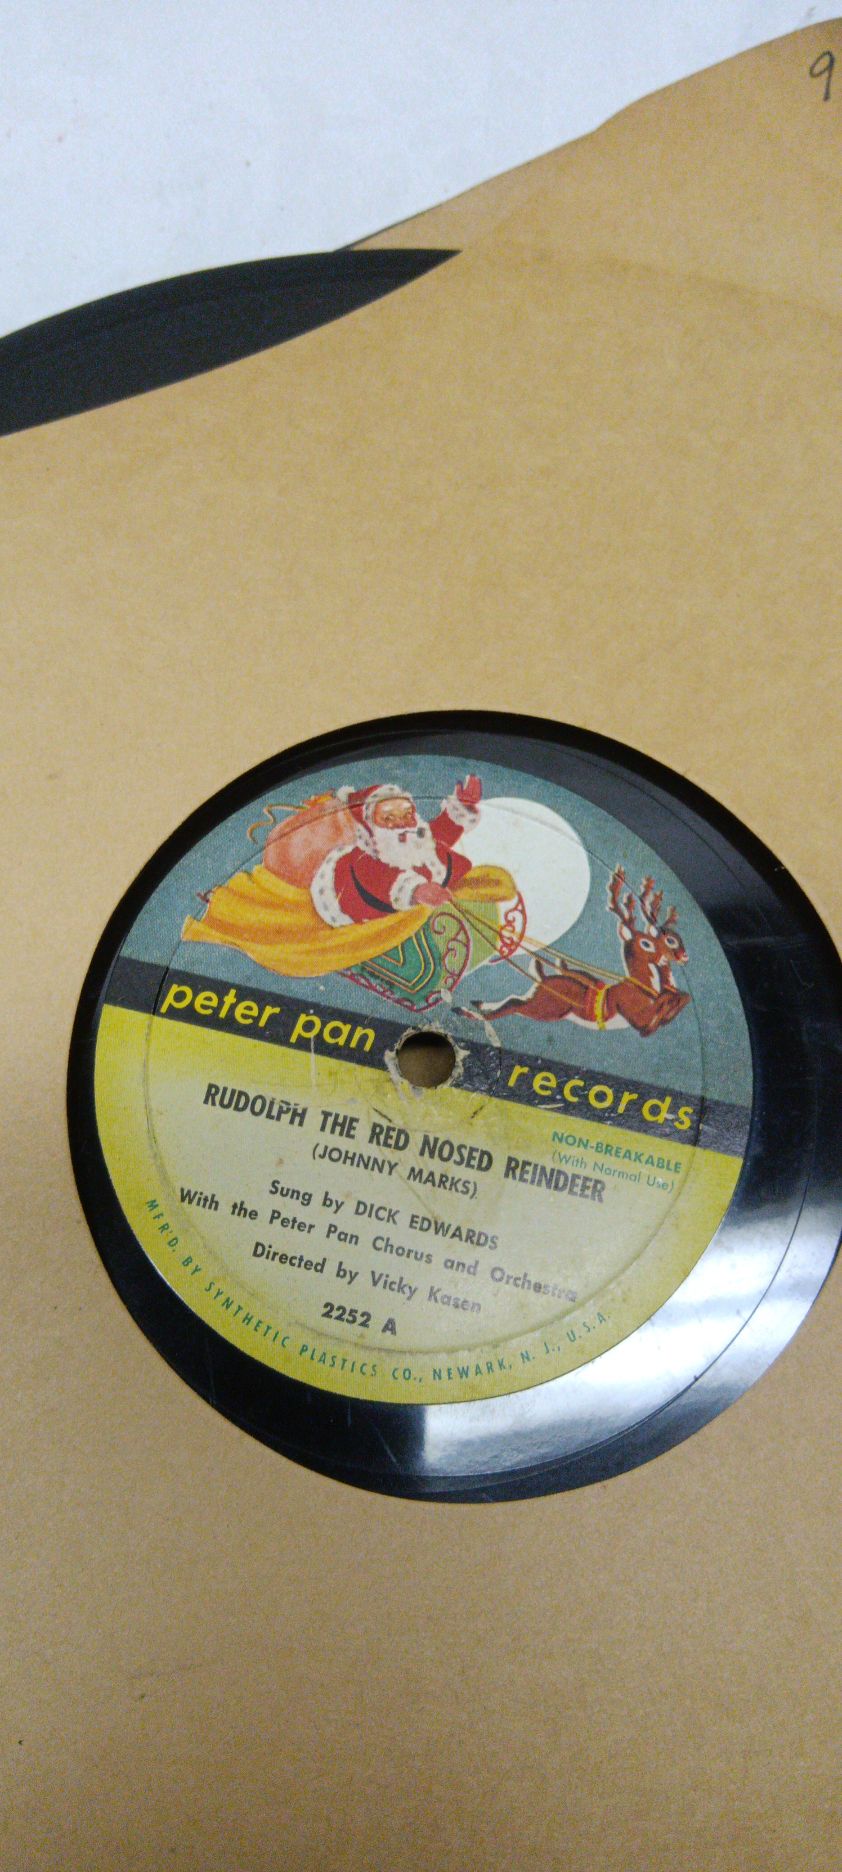 9
peter pan records
RUDOLPH THE RED NOSED REINDEER
(JOHNNY MARKS)
NON-BREAKABLE
(With Normal Use)
Sung by DICK EDWARDS
With the Peter Pan Chorus and Orchestra
Directed by Vicky Kasen
2252 A
MFR'D. BY SYNTHETIC PLASTICS CO., NEWARK, N. J., U.S.A.